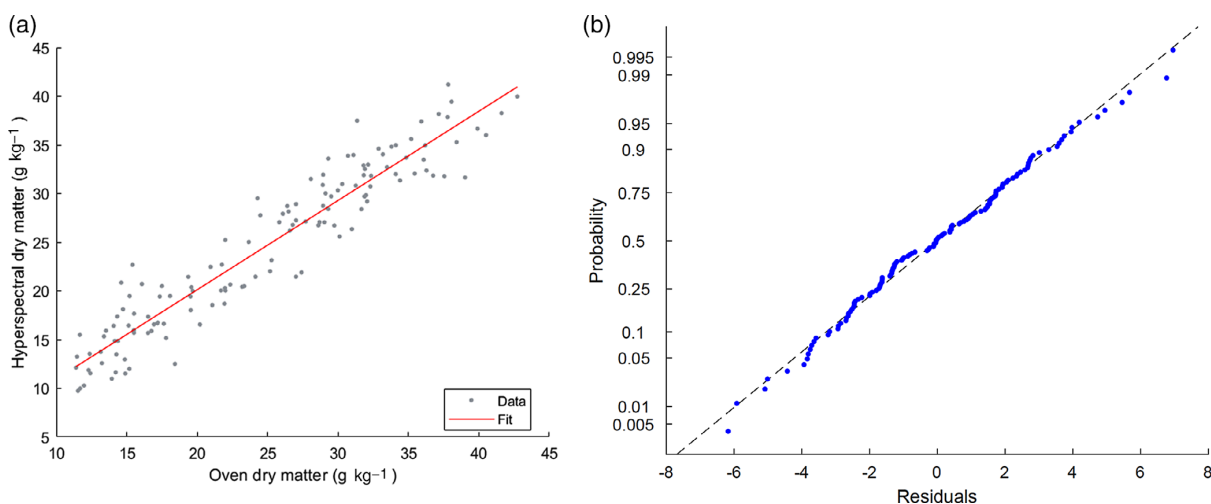 (a)
45
40
35
30
25
20
15
10
5
Hyperspectral dry matter (g kg−1)
10 15 20 25 30 35 40 45
Oven dry matter (g kg−1)
Data
Fit
(b)
0.995
0.99
0.95
0.9
0.75
0.5
0.25
0.1
0.05
0.01
0.005
Probability
-8 -6 -4 -2 0 2 4 6 8
Residuals